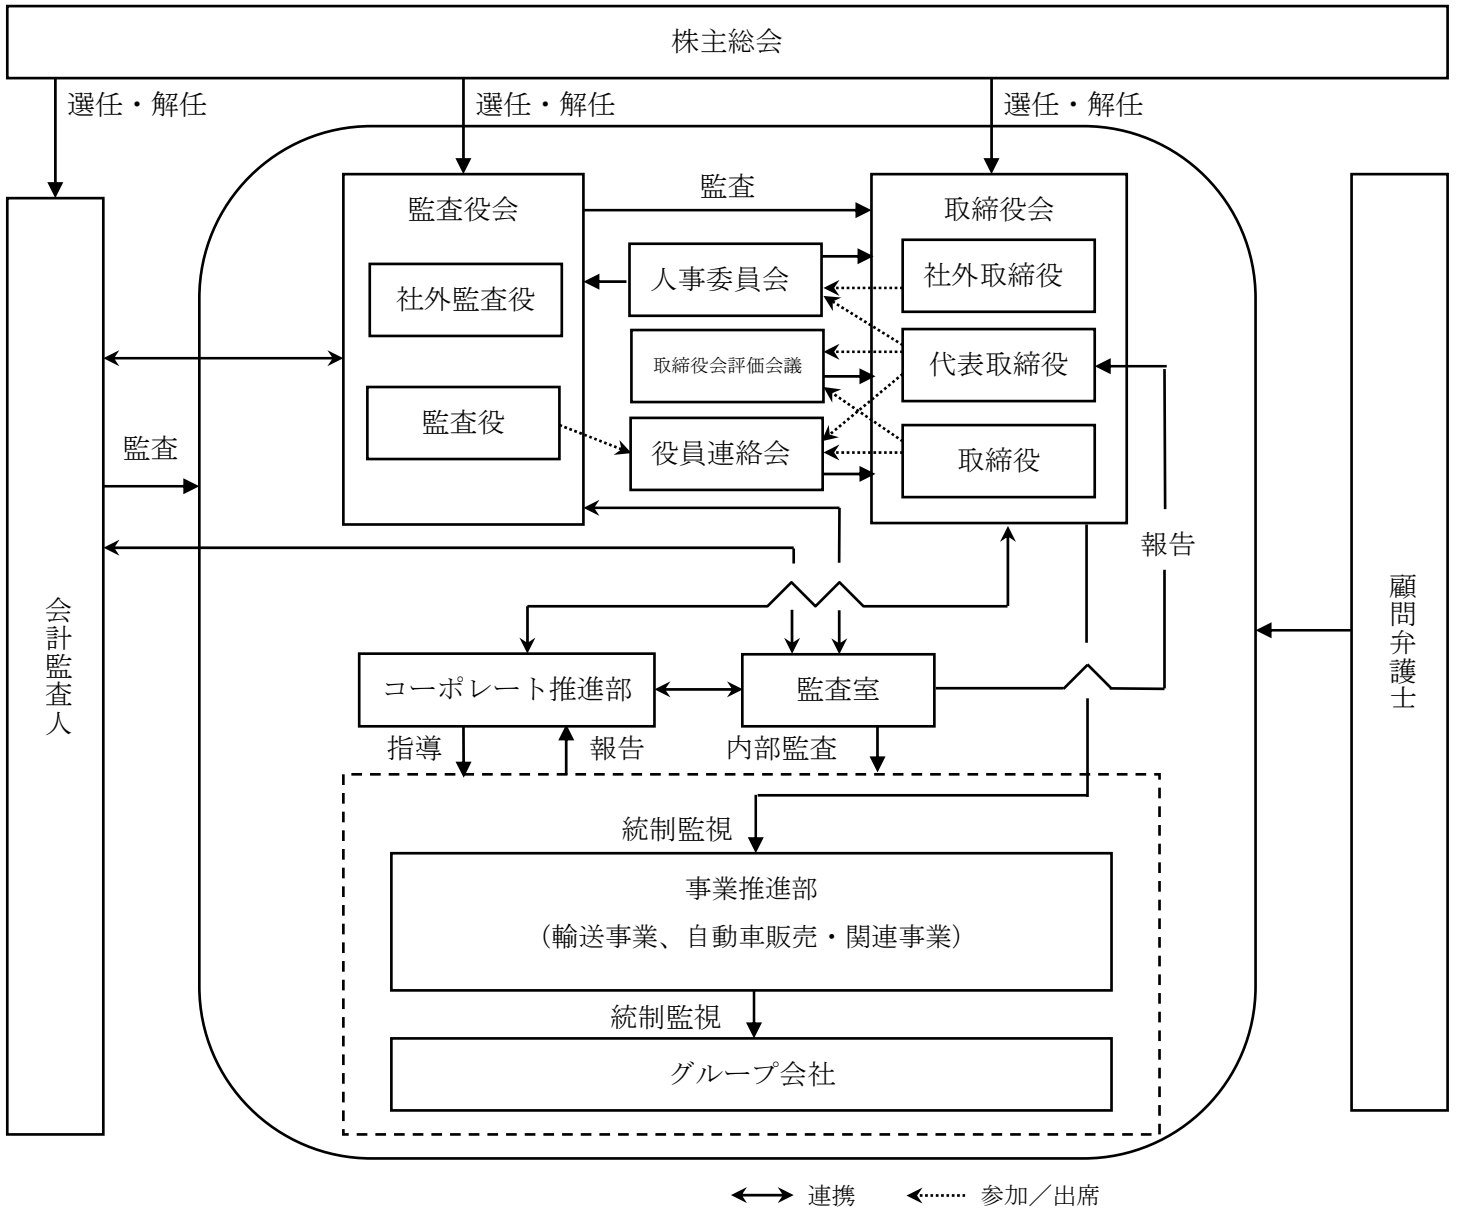 株主総会
選任・解任
選任・解任
選任・解任
監査役会
監査
取締役会
社外監査役
人事委員会
社外取締役
取締役会評価会議
代表取締役
監査役
役員連絡会
取締役
監査
報告
会計監査人
顧問弁護士
コーポレート推進部
監査室
指導
報告
内部監査
統制監視
事業推進部
（輸送事業、自動車販売・関連事業）
統制監視
グループ会社
連携
参加／出席